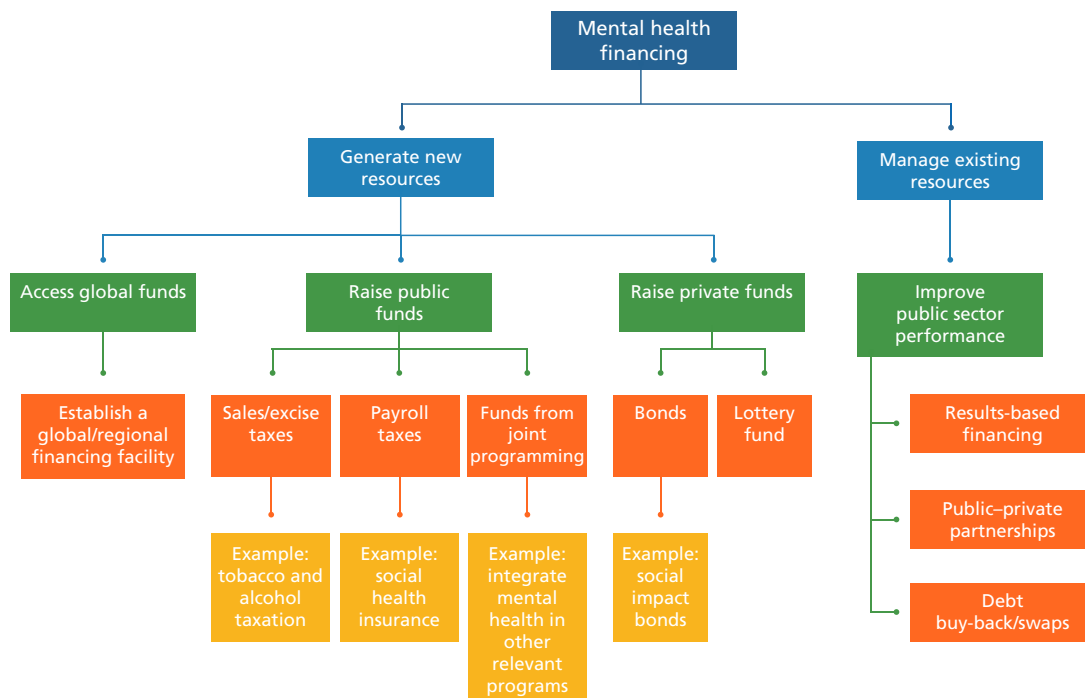 Mental health
financing
Generate new
resources
Manage existing
resources
Access global funds
Raise public
funds
Raise private funds
Improve
public sector
performance
Establish a
global/regional
financing facility
Sales/excise
taxes
Payroll
taxes
Funds from
joint
programming
Bonds
Lottery
fund
Results-based
financing
Public–private
partnerships
Debt
buy-back/swaps
Example:
tobacco and
alcohol
taxation
Example:
social
health
insurance
Example:
integrate
mental
health in
other
relevant
programs
Example:
social
impact
bonds